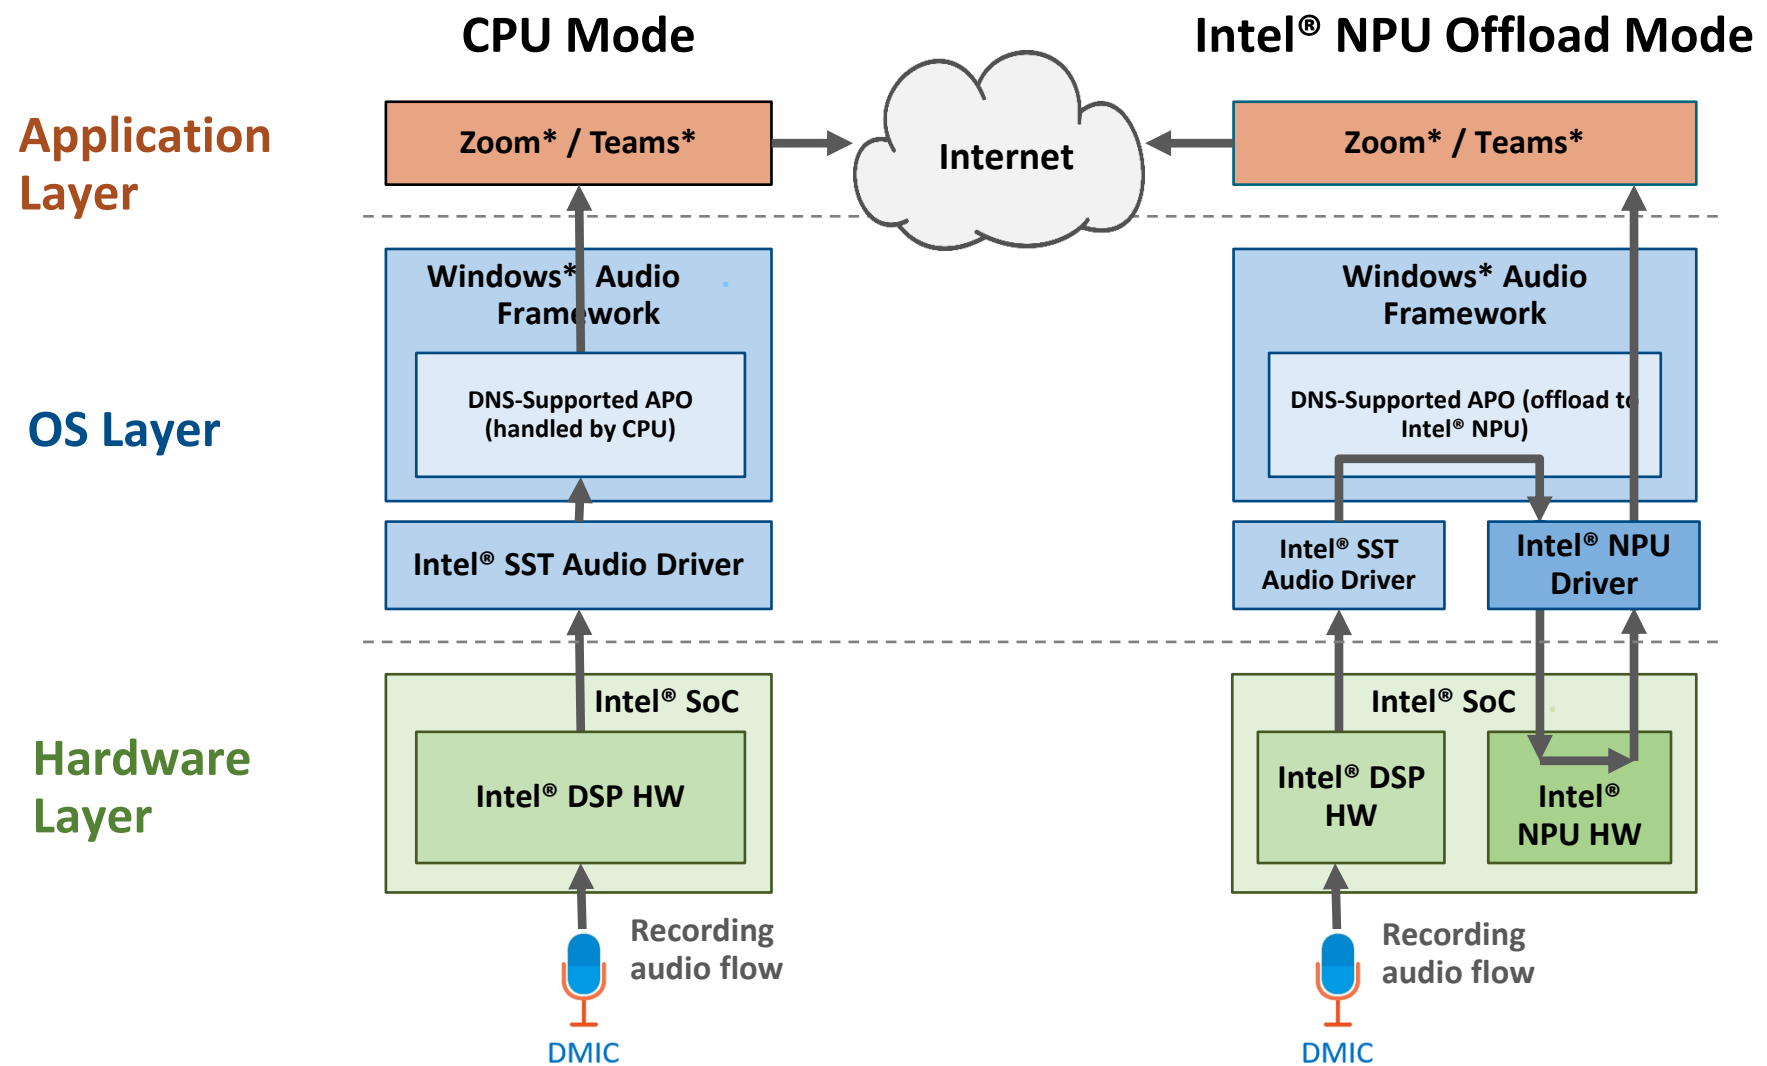 CPU Mode
Intel® NPU Offload Mode
Application
Layer
Zoom* / Teams*
Internet
Zoom* / Teams*
Windows* Audio
Framework
Windows* Audio
Framework
OS Layer
DNS-Supported APO
(handled by CPU)
DNS-Supported APO (offload to
Intel® NPU)
Intel® SST Audio Driver
Intel® SST
Audio Driver
Intel® NPU
Driver
Hardware
Layer
Intel® SoC
Intel® DSP HW
Intel® SoC
Intel® DSP
HW
Intel®
NPU HW
Recording
audio flow
DMIC
Recording
audio flow
DMIC